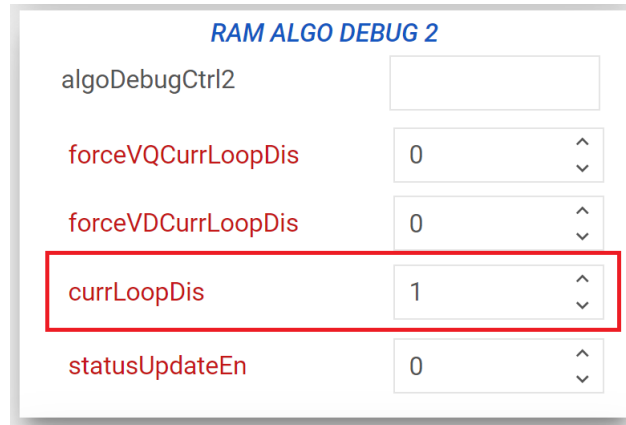 RAM ALGO DEBUG 2
algoDebugCtrl2
forceVQCurrLoopDis 0
forceVDCurrLoopDis 0
currLoopDis 1
statusUpdateEn 0